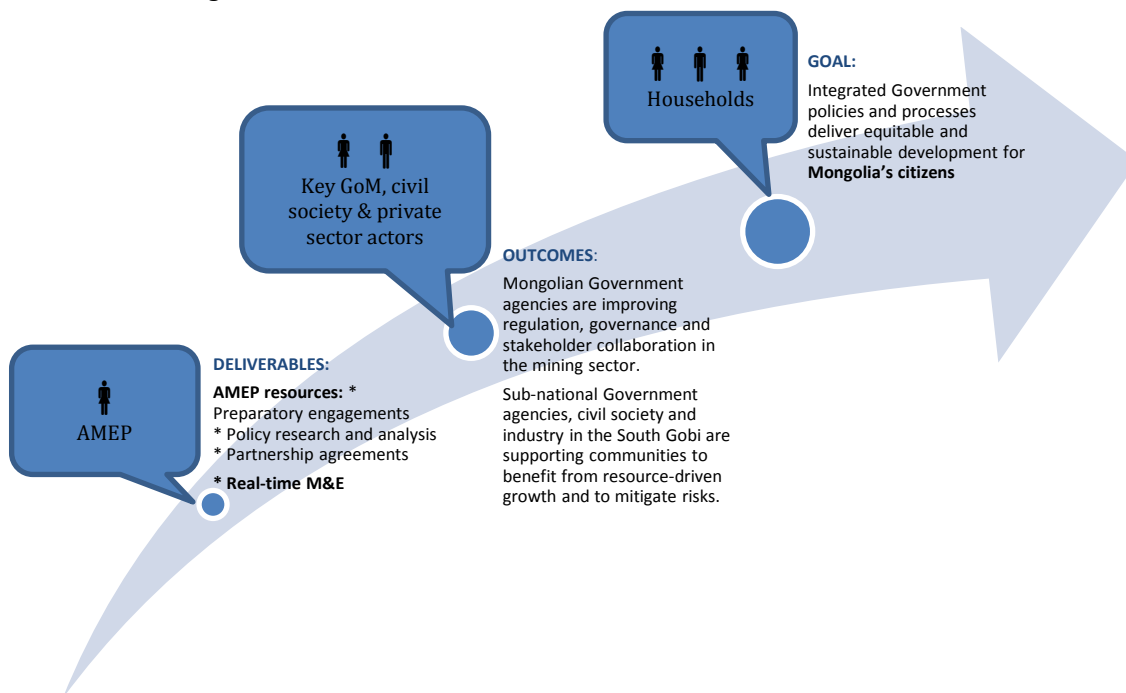 Households
GOAL:
Integrated Government
policies and processes
deliver equitable and
sustainable development for
Mongolia's citizens
Key GoM, civil
society & private
sector actors
OUTCOMES:
Mongolian Government
agencies are improving
regulation, governance and
stakeholder collaboration in
the mining sector.
Sub-national Government
agencies, civil society and
industry in the South Gobi are
supporting communities to
benefit from resource-driven
growth and to mitigate risks.
AMEP
DELIVERABLES:
AMEP resources: *
Preparatory engagements
* Policy research and analysis
* Partnership agreements
* Real-time M&E